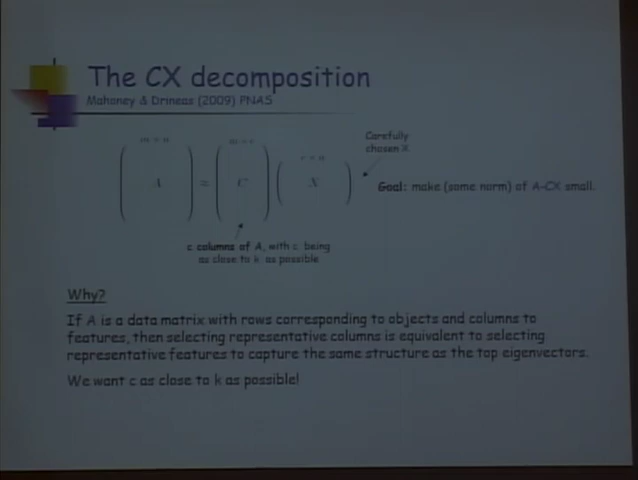 The CX decomposition
Mahoney & Drineas (2009) PNAS
m × n
m × c
c × n
Carefully
chosen X
( A ) ≈ ( C ) ( X )
Goal: make (some norm) of A-CX small.
c columns of A, with c being
as close to k as possible
Why?
If A is a data matrix with rows corresponding to objects and columns to
features, then selecting representative columns is equivalent to selecting
representative features to capture the same structure as the top eigenvectors.
We want c as close to k as possible!